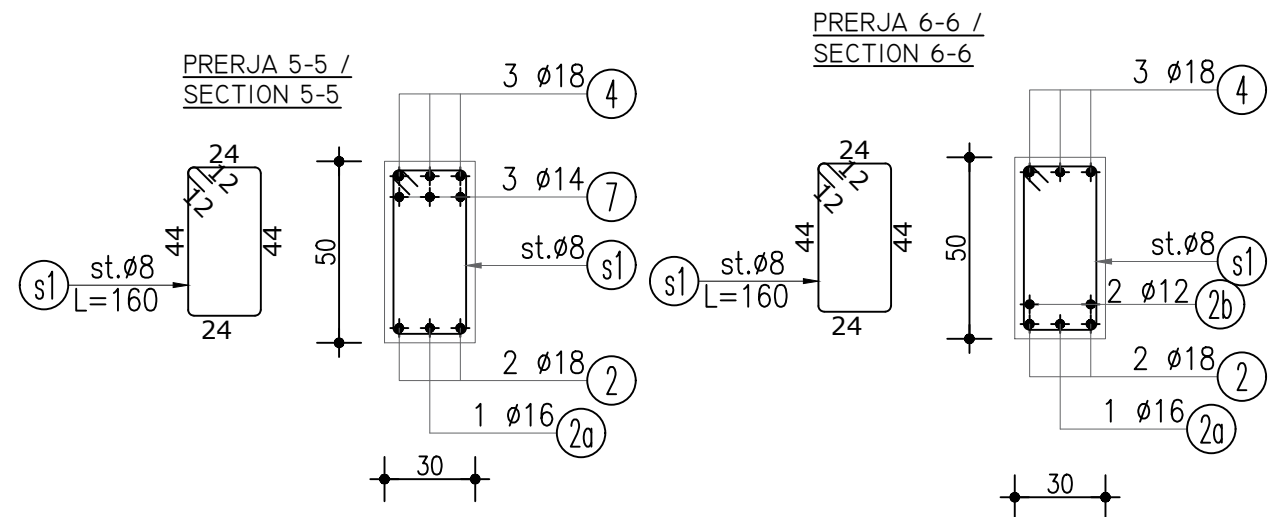 PRERJA 5-5 /
SECTION 5-5
3 ø18
4
24
12
12
44
44
24
s1
st.ø8
L=160
50
3 ø14
7
st.ø8
s1
2 ø18
2
1 ø16
2a
30
PRERJA 6-6 /
SECTION 6-6
3 ø18
4
24
12
12
44
44
24
s1
st.ø8
L=160
50
st.ø8
s1
2 ø12
2b
2 ø18
2
1 ø16
2a
30